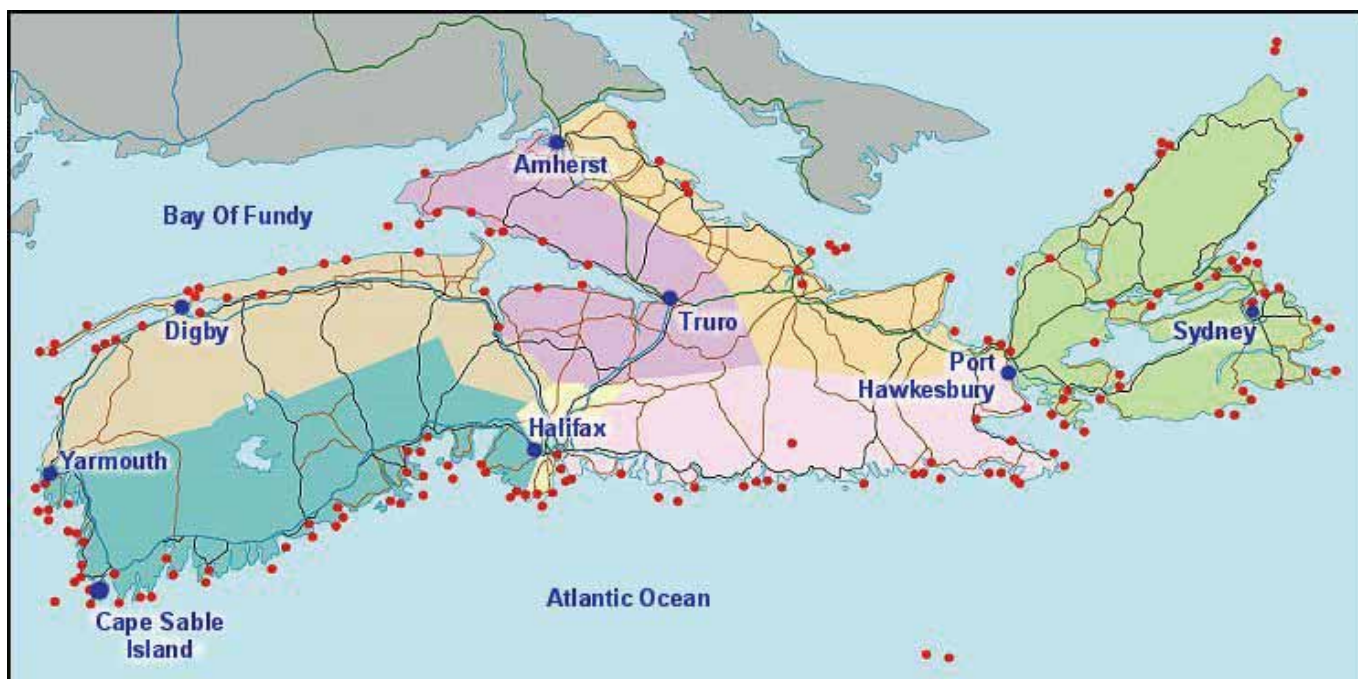 Amherst
Bay Of Fundy
Digby
Truro
Sydney
Port
Hawkesbury
Halifax
Yarmouth
Atlantic Ocean
Cape Sable
Island